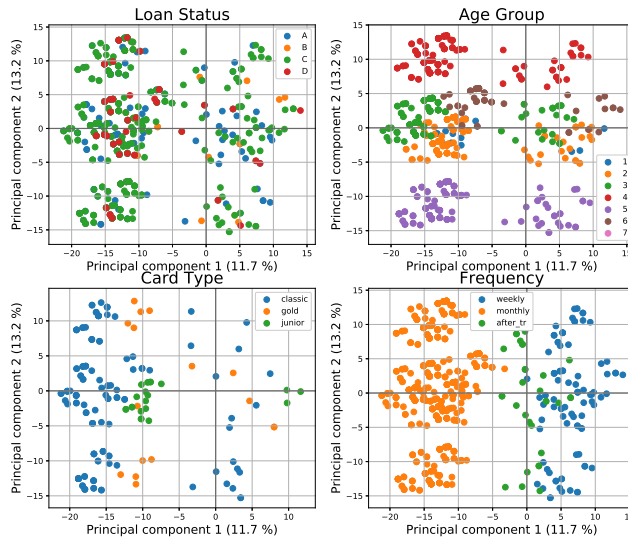 Loan Status
Principal component 2 (13.2 %)
15
10
5
0
−5
−10
−15
A
B
C
D
−20
−15
−10
−5
0
5
10
15
Principal component 1 (11.7 %)
Age Group
Principal component 2 (13.2 %)
15
10
5
0
−5
−10
−15
1
2
3
4
5
6
7
−20
−15
−10
−5
0
5
10
15
Principal component 1 (11.7 %)
Card Type
Principal component 2 (13.2 %)
10
5
0
−5
−10
−15
classic
gold
junior
−20
−15
−10
−5
0
5
10
Principal component 1 (11.7 %)
Frequency
Principal component 2 (13.2 %)
15
10
5
0
−5
−10
−15
weekly
monthly
after_tr
−20
−15
−10
−5
0
5
10
15
Principal component 1 (11.7 %)